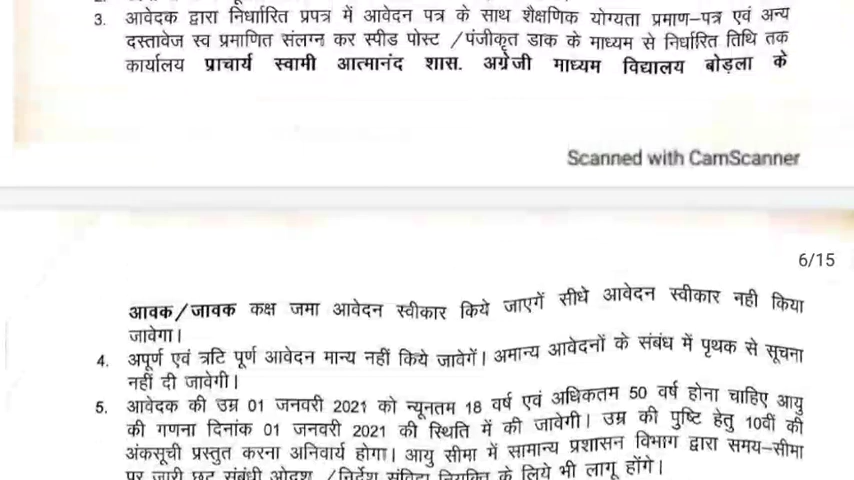 3. आवेदक द्वारा निर्धारित प्रपत्र में आवेदन पत्र के साथ शैक्षणिक योग्यता प्रमाण-पत्र एवं अन्य
दस्तावेज स्व प्रमाणित संलग्न कर स्पीड पोस्ट /पंजीकृत डाक के माध्यम से निर्धारित तिथि तक
कार्यालय प्राचार्य स्वामी आत्मानंद शास. अग्रेजी माध्यम विद्यालय बोड़ला के
Scanned with CamScanner
6/15
आवक/जावक कक्ष जमा आवेदन स्वीकार किये जाएगें सीधे आवेदन स्वीकार नही किया
जावेगा।
4. अपूर्ण एवं त्रटि पूर्ण आवेदन मान्य नहीं किये जावेगें। अमान्य आवेदनों के संबंध में पृथक से सूचना
नहीं दी जावेगी।
5. आवेदक की उम्र 01 जनवरी 2021 को न्यूनतम 18 वर्ष एवं अधिकतम 50 वर्ष होना चाहिए आयु
की गणना दिनांक 01 जनवरी 2021 की स्थिति में की जावेगी। उम्र की पुष्टि हेतु 10वीं की
अंकसूची प्रस्तुत करना अनिवार्य होगा। आयु सीमा में सामान्य प्रशासन विभाग द्वारा समय-सीमा
पर जारी छूट संबंधी ओदश /निर्देश संविदा नियुक्ति के लिये भी लागू होंगे।